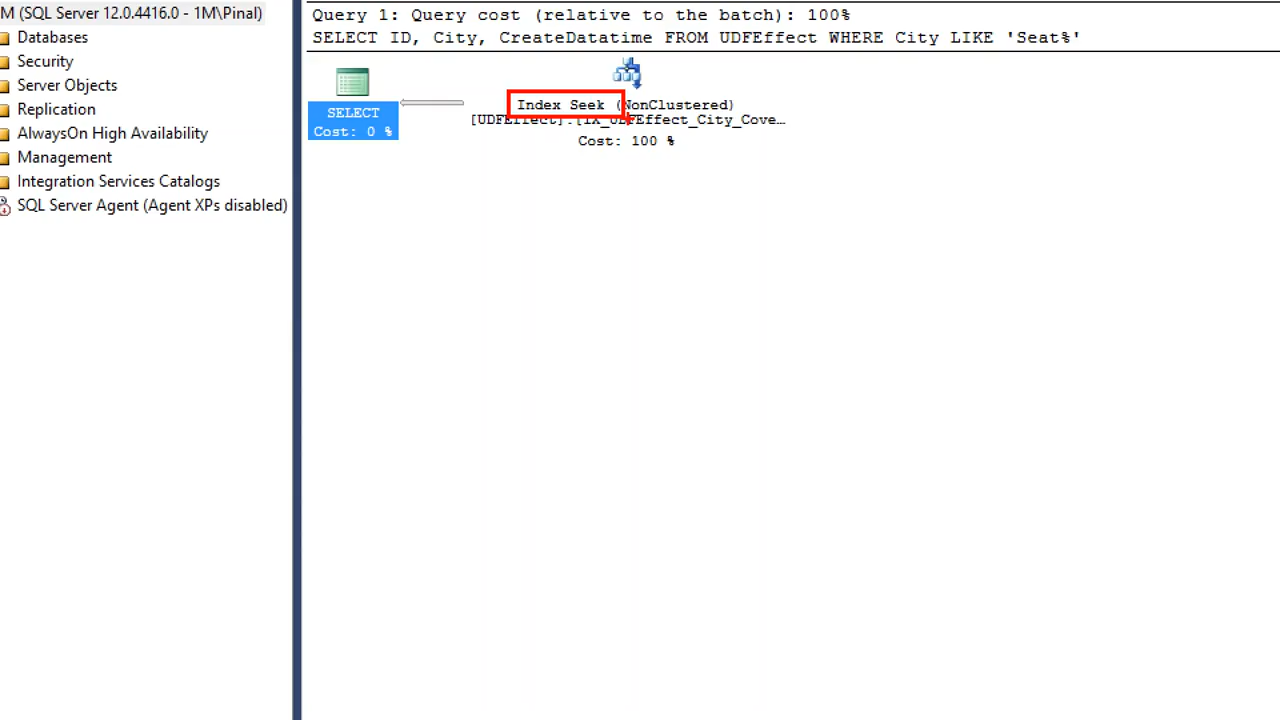 M (SQL Server 12.0.4416.0 - 1M\Pinal)
Databases
Security
Server Objects
Replication
AlwaysOn High Availability
Management
Integration Services Catalogs
SQL Server Agent (Agent XPs disabled)
Query 1: Query cost (relative to the batch): 100%
SELECT ID, City, CreateDatatime FROM UDFEffect WHERE City LIKE 'Seat%'
SELECT
Cost: 0 %
Index Seek (NonClustered)
[UDFEffect].[IX_UDFEffect_City_Cove…
Cost: 100 %